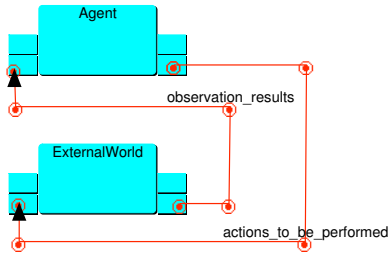 Agent
observation_results
ExternalWorld
actions_to_be_performed